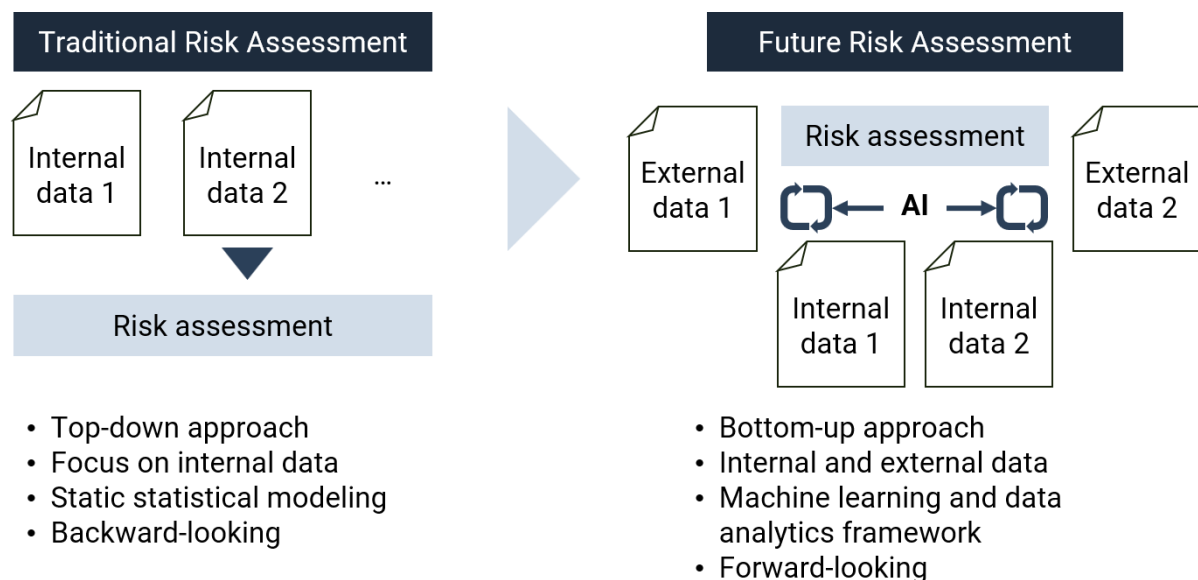 Traditional Risk Assessment
Internal
data 1
Internal
data 2
...
Risk assessment
• Top-down approach
• Focus on internal data
• Static statistical modeling
• Backward-looking
Future Risk Assessment
External
data 1
Risk assessment
AI
External
data 2
Internal
data 1
Internal
data 2
• Bottom-up approach
• Internal and external data
• Machine learning and data
analytics framework
• Forward-looking